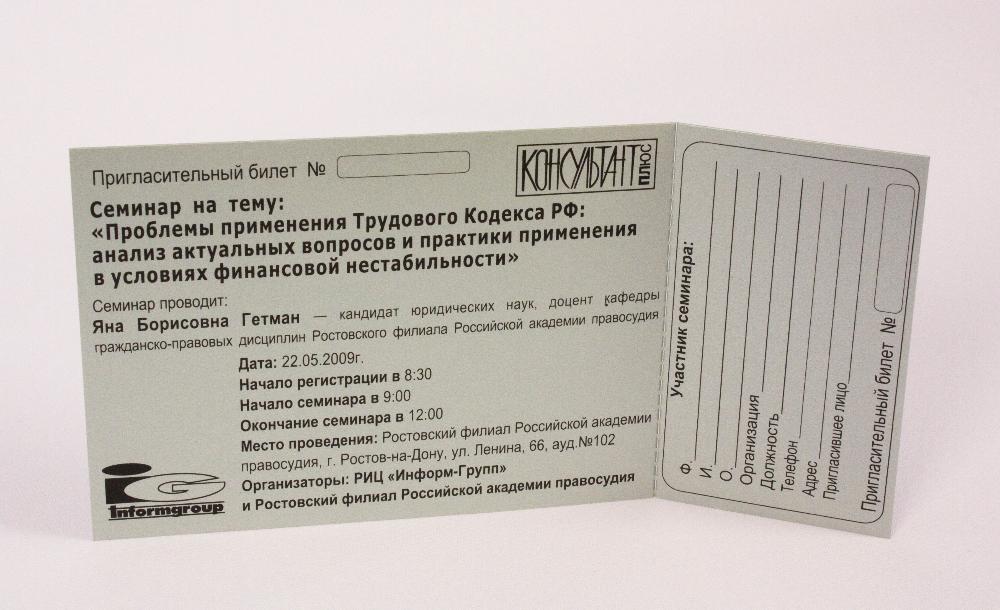 Пригласительный билет №
КОНСУЛЬТАНТ ПЛЮС
Семинар на тему:
«Проблемы применения Трудового Кодекса РФ:
анализ актуальных вопросов и практики применения
в условиях финансовой нестабильности»
Семинар проводит:
Яна Борисовна Гетман — кандидат юридических наук, доцент кафедры
гражданско-правовых дисциплин Ростовского филиала Российской академии правосудия
Дата: 22.05.2009г.
Начало регистрации в 8:30
Начало семинара в 9:00
Окончание семинара в 12:00
Место проведения: Ростовский филиал Российской академии
правосудия, г. Ростов-на-Дону, ул. Ленина, 66, ауд.№102
Организаторы: РИЦ «Информ-Групп»
и Ростовский филиал Российской академии правосудия
iG
Informgroup
Участник семинара:
Ф.
И.
О.
Организация
Должность
Телефон
Адрес
Пригласившее лицо
Пригласительный билет №